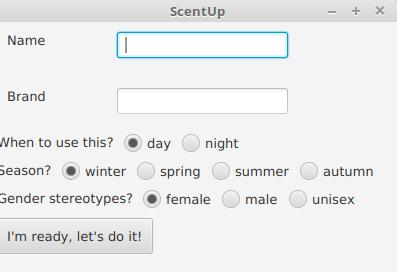 ScentUp
Name
Brand
When to use this? day night
Season? winter spring summer autumn
Gender stereotypes? female male unisex
I'm ready, let's do it!